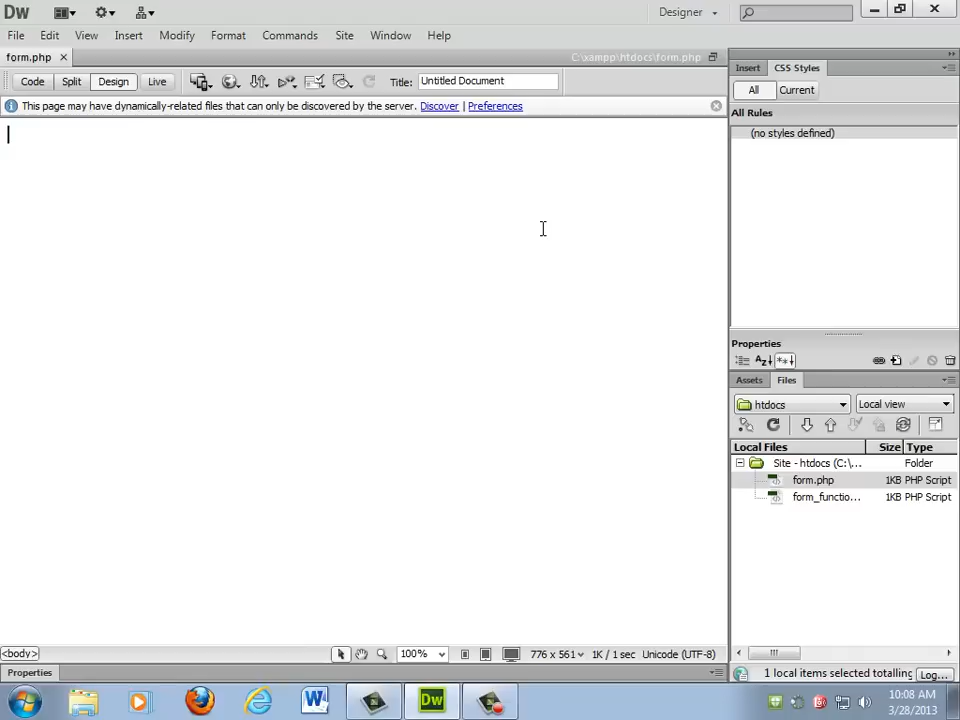 Dw
Designer
File Edit View Insert Modify Format Commands Site Window Help
form.php
C:\xampp\htdocs\form.php
Code Split Design Live Title: Untitled Document
This page may have dynamically-related files that can only be discovered by the server. Discover | Preferences
Insert CSS Styles
All Current
All Rules
(no styles defined)
Properties
Assets Files
htdocs Local view
Local Files Size Type
Site - htdocs (C:\... Folder
form.php 1KB PHP Script
form_functio... 1KB PHP Script
<body> 100% 776 x 561 1K / 1 sec Unicode (UTF-8)
Properties
1 local items selected totalling Log...
W Dw
10:08 AM
3/28/2013